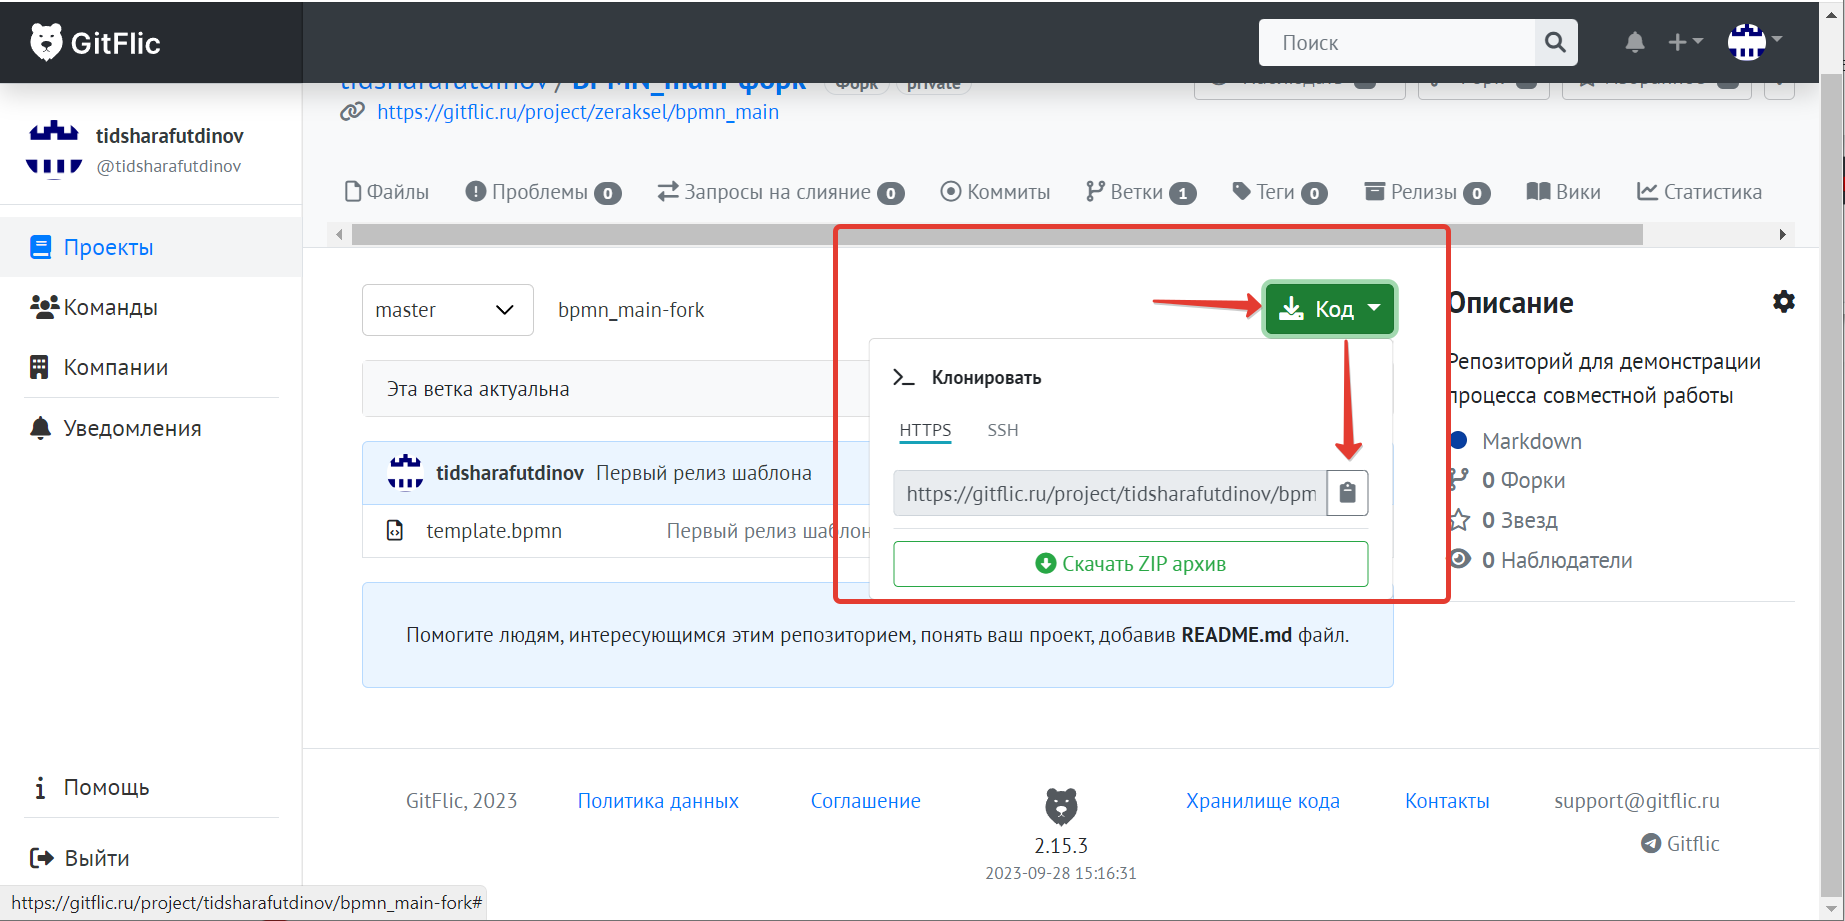 GitFlic
Поиск
tidsharafutdinov / BPMN_main-форк Форк private
https://gitflic.ru/project/zeraksel/bpmn_main
tidsharafutdinov
@tidsharafutdinov
Файлы Проблемы 0 Запросы на слияние 0 Коммиты Ветки 1 Теги 0 Релизы 0 Вики Статистика
Проекты
Команды
Компании
Уведомления
master bpmn_main-fork Код
Эта ветка актуальна
tidsharafutdinov Первый релиз шаблона
template.bpmn Первый релиз шаблон
Клонировать
HTTPS SSH
https://gitflic.ru/project/tidsharafutdinov/bpm
Скачать ZIP архив
Помогите людям, интересующимся этим репозиторием, понять ваш проект, добавив README.md файл.
Описание
Репозиторий для демонстрации
процесса совместной работы
Markdown
0 Форки
0 Звезд
0 Наблюдатели
Помощь
Выйти
GitFlic, 2023 Политика данных Соглашение
2.15.3
2023-09-28 15:16:31
Хранилище кода Контакты support@gitflic.ru
Gitflic
https://gitflic.ru/project/tidsharafutdinov/bpmn_main-fork#